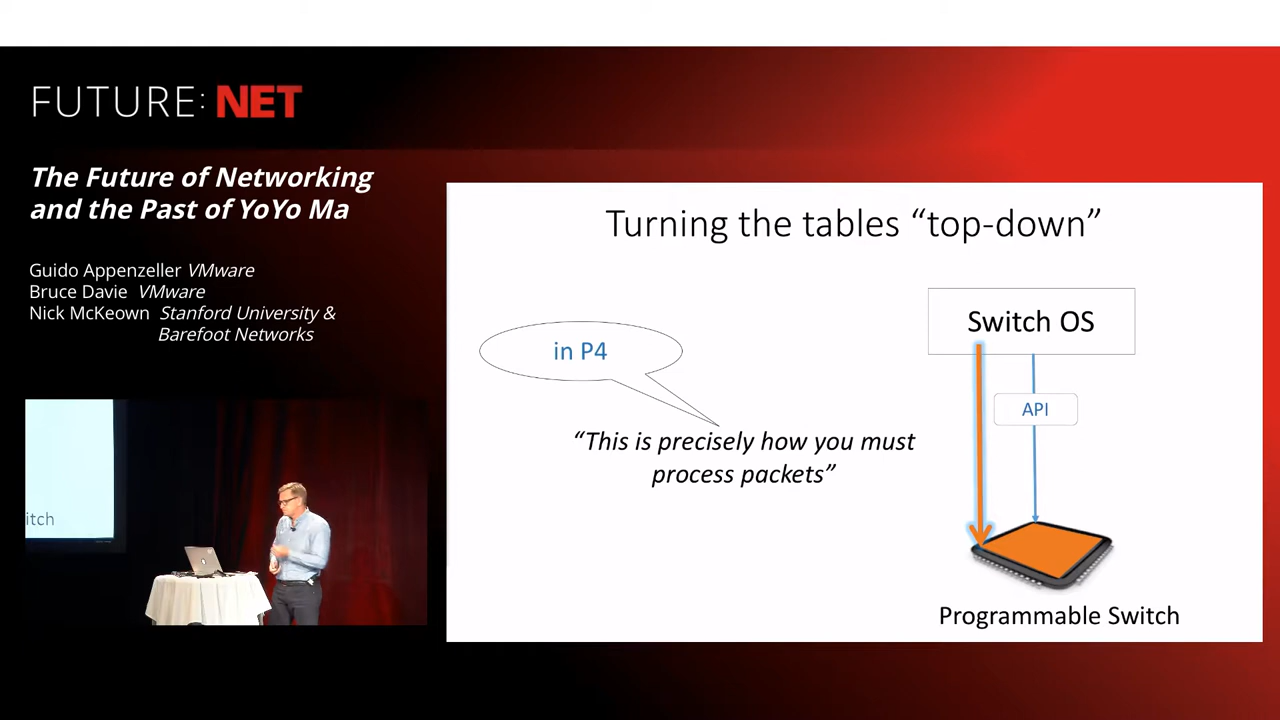 FUTURE: NET
The Future of Networking
and the Past of YoYo Ma
Guido Appenzeller VMware
Bruce Davie VMware
Nick McKeown Stanford University &
Barefoot Networks
itch
Turning the tables “top-down”
in P4
“This is precisely how you must
process packets”
Switch OS
API
Programmable Switch